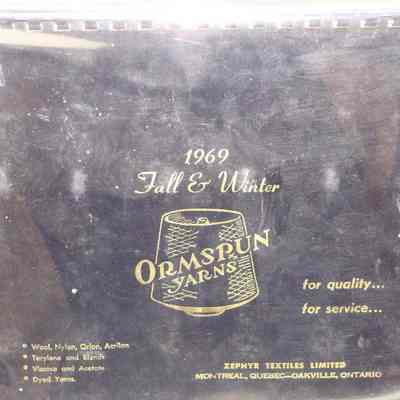 1969
Fall & Winter
ORMSPUN
YARNS
for quality...
for service...
• Wool, Nylon, Orlon, Acrilan
• Terylene and Blends
• Viscose and Acetate
• Dyed Yarns.
ZEPHYR TEXTILES LIMITED
MONTREAL, QUEBEC—OAKVILLE, ONTARIO